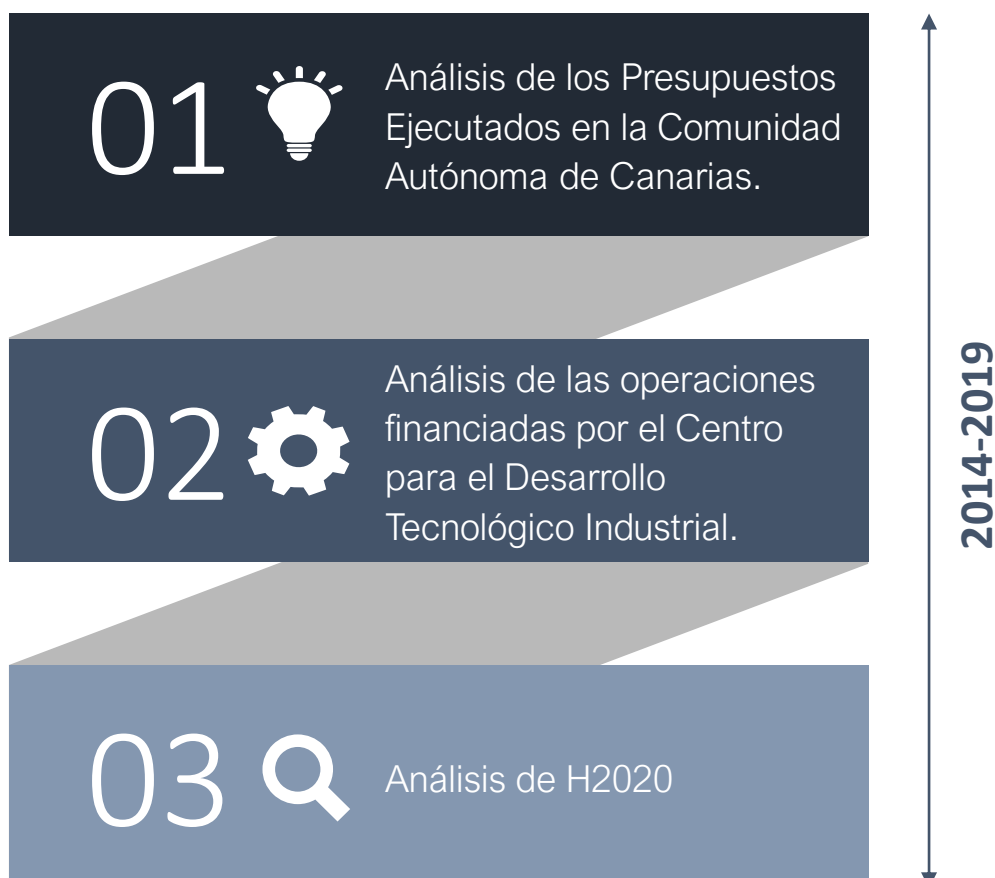 01
Análisis de los Presupuestos
Ejecutados en la Comunidad
Autónoma de Canarias.
02
Análisis de las operaciones
financiadas por el Centro
para el Desarrollo
Tecnológico Industrial.
03
Análisis de H2020
2014-2019